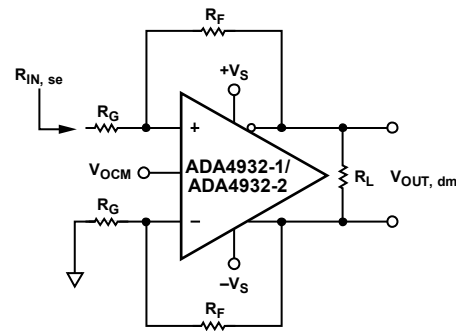 R_F
R_IN, se
+V_S
R_G
+
V_OCM
ADA4932-1/
ADA4932-2
R_L
V_OUT, dm
R_G
–
–V_S
R_F